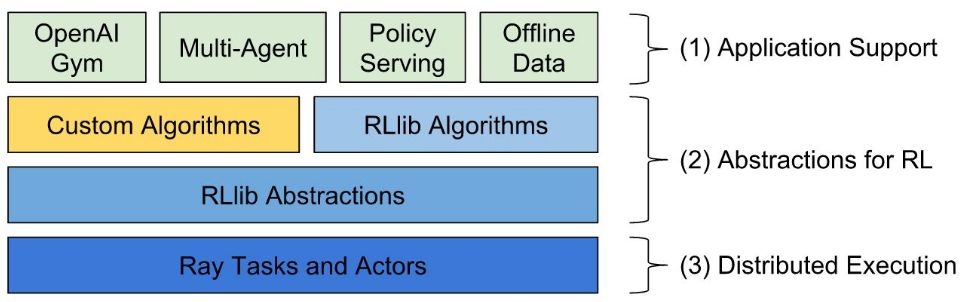 OpenAI
Gym
Multi-Agent
Policy
Serving
Offline
Data
(1) Application Support
Custom Algorithms
RLlib Algorithms
(2) Abstractions for RL
RLlib Abstractions
Ray Tasks and Actors
(3) Distributed Execution